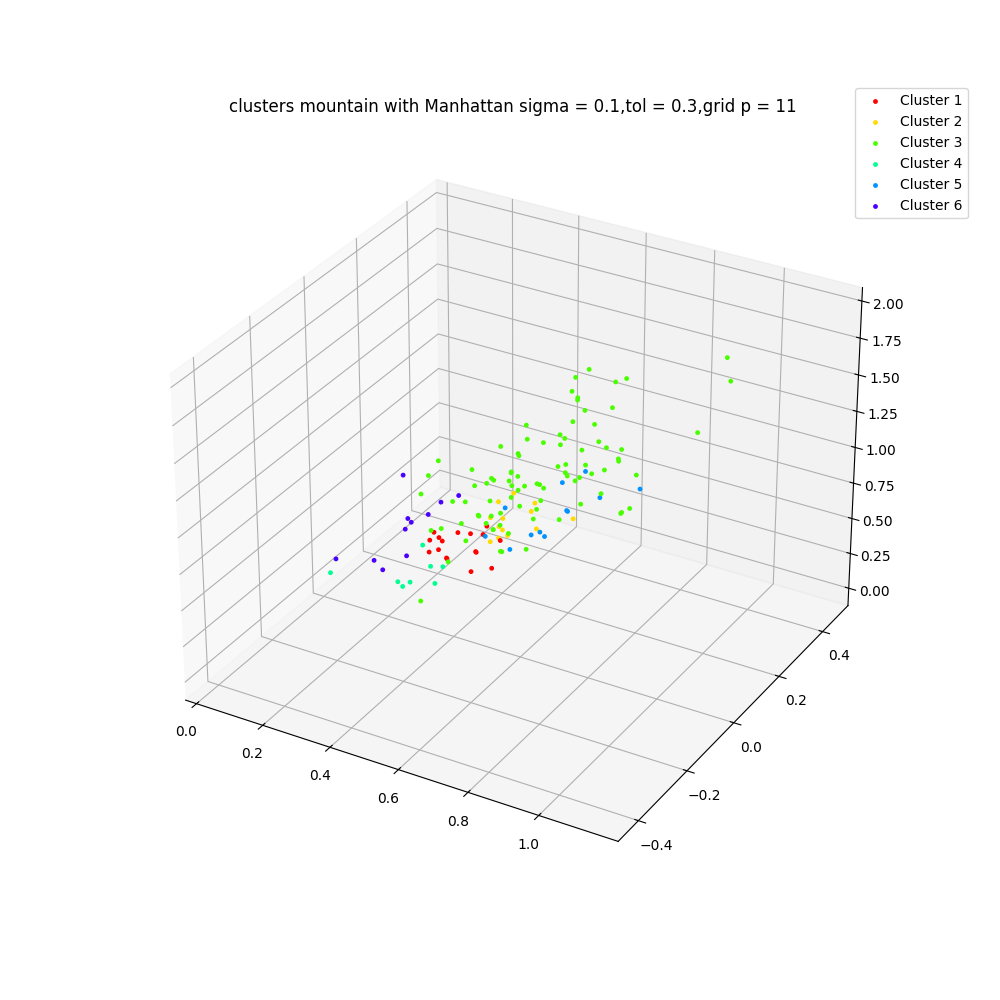 clusters mountain with Manhattan sigma = 0.1,tol = 0.3,grid p = 11
Cluster 1
Cluster 2
Cluster 3
Cluster 4
Cluster 5
Cluster 6
2.00
1.75
1.50
1.25
1.00
0.75
0.50
0.25
0.00
0.4
0.2
0.0
−0.2
−0.4
0.0
0.2
0.4
0.6
0.8
1.0